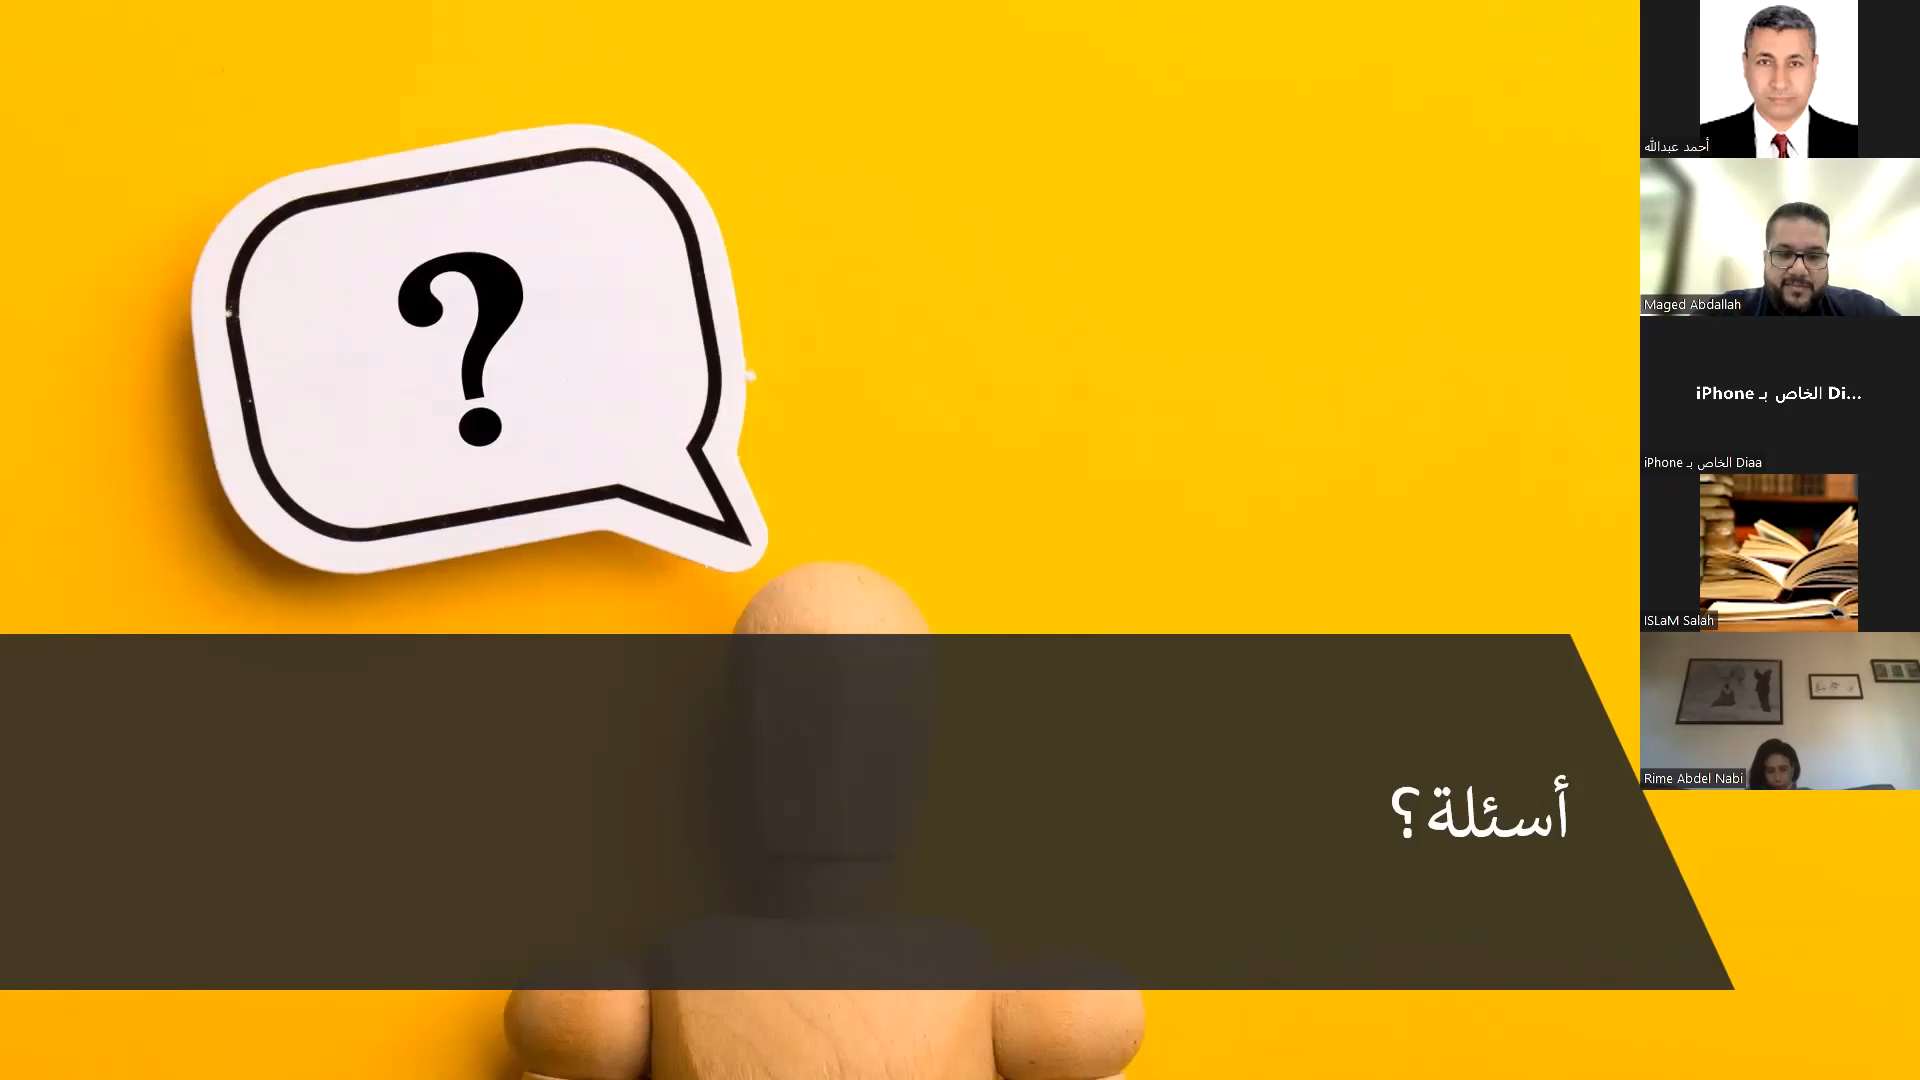 ?
أسئلة؟
أحمد عبدالله
Maged Abdallah
iPhone الخاص بـ Di...
iPhone الخاص بـ Diaa
ISLaM Salah
Rime Abdel Nabi